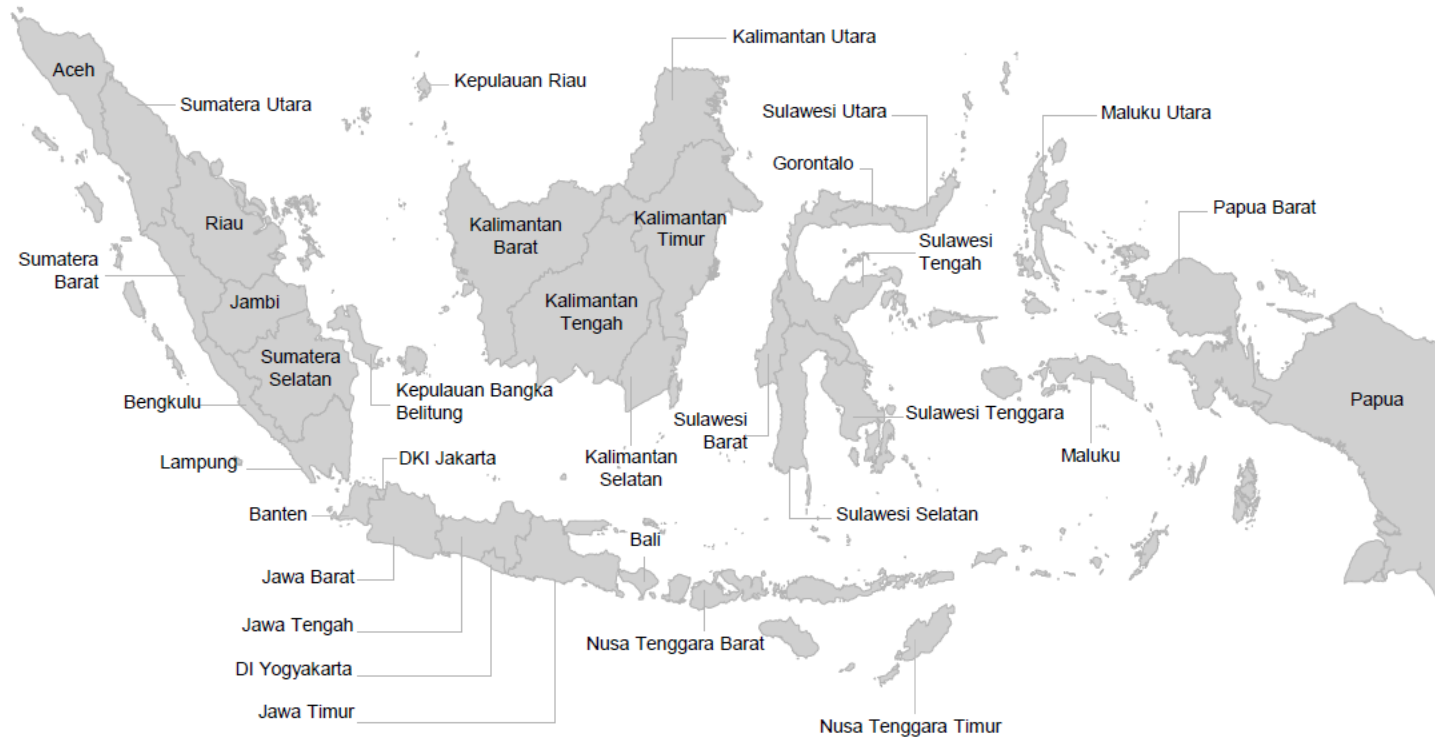 Kalimantan Utara
Aceh
Kepulauan Riau
Sumatera Utara
Sulawesi Utara
Maluku Utara
Gorontalo
Riau
Kalimantan
Barat
Kalimantan
Timur
Papua Barat
Sulawesi
Tengah
Sumatera
Barat
Jambi
Kalimantan
Tengah
Sumatera
Selatan
Kepulauan Bangka
Belitung
Bengkulu
Sulawesi
Barat
Sulawesi Tenggara
Papua
Lampung
DKI Jakarta
Kalimantan
Selatan
Maluku
Banten
Sulawesi Selatan
Bali
Jawa Barat
Jawa Tengah
Nusa Tenggara Barat
DI Yogyakarta
Jawa Timur
Nusa Tenggara Timur